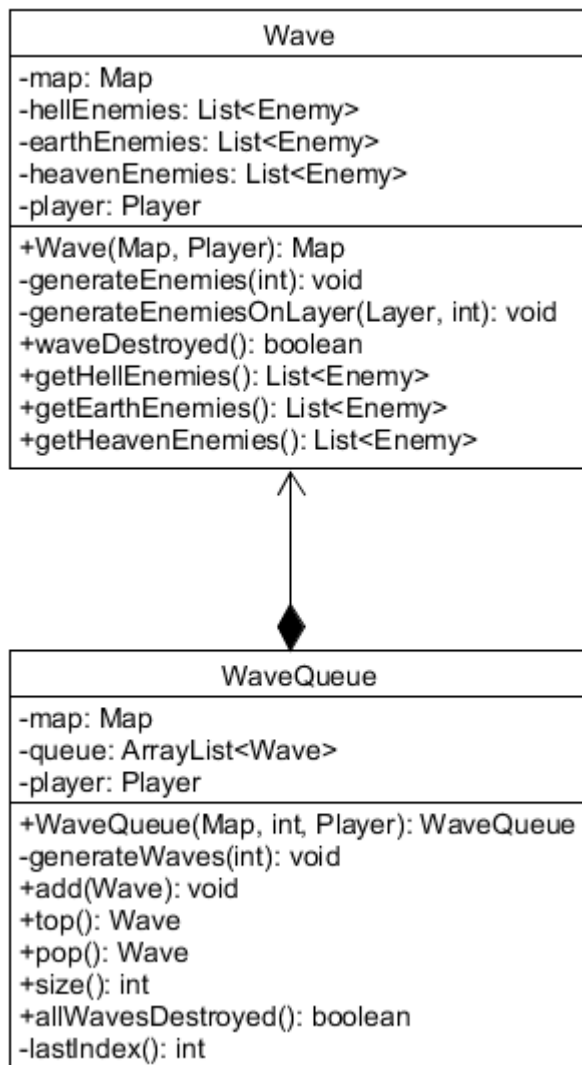 Wave
-map: Map
-hellEnemies: List<Enemy>
-earthEnemies: List<Enemy>
-heavenEnemies: List<Enemy>
-player: Player
+Wave(Map, Player): Map
-generateEnemies(int): void
-generateEnemiesOnLayer(Layer, int): void
+waveDestroyed(): boolean
+getHellEnemies(): List<Enemy>
+getEarthEnemies(): List<Enemy>
+getHeavenEnemies(): List<Enemy>
WaveQueue
-map: Map
-queue: ArrayList<Wave>
-player: Player
+WaveQueue(Map, int, Player): WaveQueue
-generateWaves(int): void
+add(Wave): void
+top(): Wave
+pop(): Wave
+size(): int
+allWavesDestroyed(): boolean
-lastIndex(): int